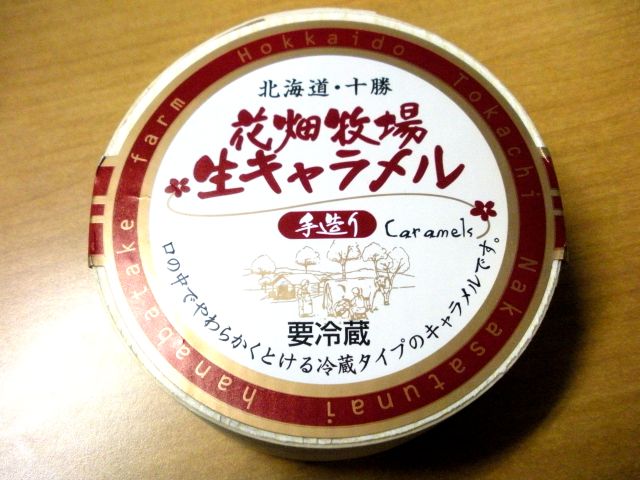 北海道・十勝
花畑牧場
生キャラメル
手造り Caramels
要冷蔵
口の中でやわらかくとける冷蔵タイプのキャラメルです。
hanabatake farm Hokkaido Tokachi Nakasatunai